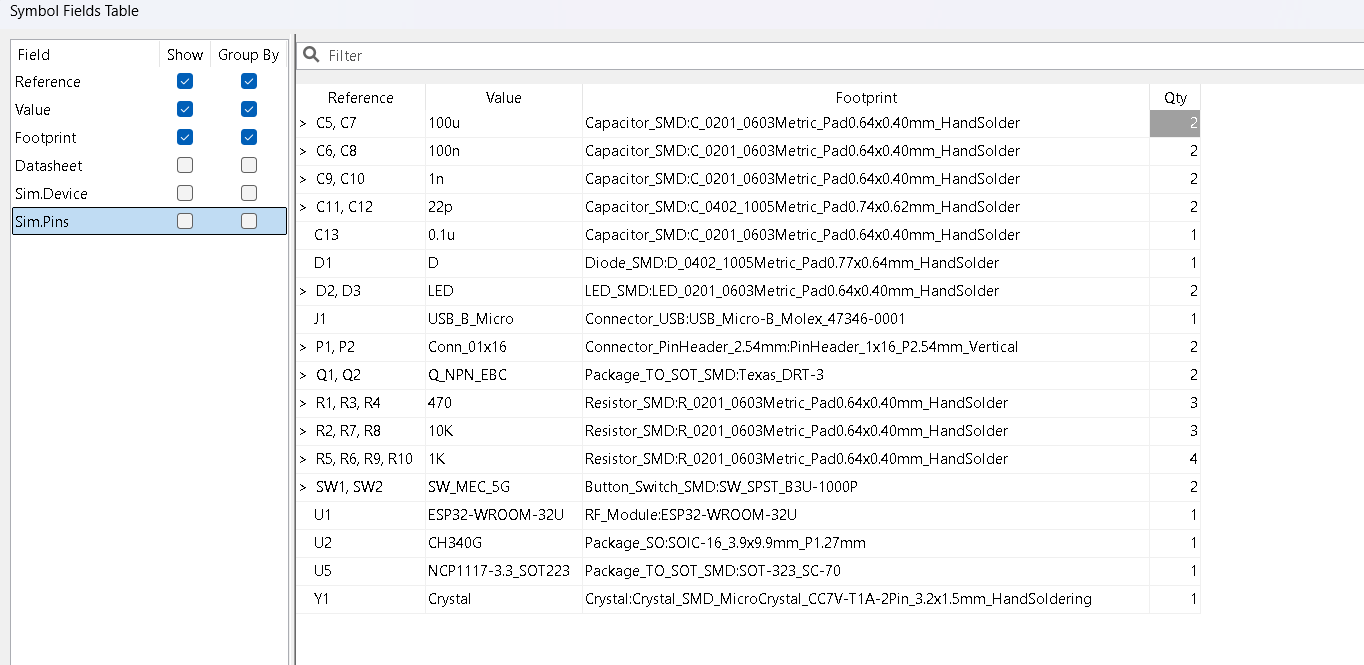 Symbol Fields Table
Field Show Group By
Reference
Value
Footprint
Datasheet
Sim.Device
Sim.Pins
Filter
Reference Value Footprint Qty
> C5, C7 100u Capacitor_SMD:C_0201_0603Metric_Pad0.64x0.40mm_HandSolder 2
> C6, C8 100n Capacitor_SMD:C_0201_0603Metric_Pad0.64x0.40mm_HandSolder 2
> C9, C10 1n Capacitor_SMD:C_0201_0603Metric_Pad0.64x0.40mm_HandSolder 2
> C11, C12 22p Capacitor_SMD:C_0402_1005Metric_Pad0.74x0.62mm_HandSolder 2
C13 0.1u Capacitor_SMD:C_0201_0603Metric_Pad0.64x0.40mm_HandSolder 1
D1 D Diode_SMD:D_0402_1005Metric_Pad0.77x0.64mm_HandSolder 1
> D2, D3 LED LED_SMD:LED_0201_0603Metric_Pad0.64x0.40mm_HandSolder 2
J1 USB_B_Micro Connector_USB:USB_Micro-B_Molex_47346-0001 1
> P1, P2 Conn_01x16 Connector_PinHeader_2.54mm:PinHeader_1x16_P2.54mm_Vertical 2
> Q1, Q2 Q_NPN_EBC Package_TO_SOT_SMD:Texas_DRT-3 2
> R1, R3, R4 470 Resistor_SMD:R_0201_0603Metric_Pad0.64x0.40mm_HandSolder 3
> R2, R7, R8 10K Resistor_SMD:R_0201_0603Metric_Pad0.64x0.40mm_HandSolder 3
> R5, R6, R9, R10 1K Resistor_SMD:R_0201_0603Metric_Pad0.64x0.40mm_HandSolder 4
> SW1, SW2 SW_MEC_5G Button_Switch_SMD:SW_SPST_B3U-1000P 2
U1 ESP32-WROOM-32U RF_Module:ESP32-WROOM-32U 1
U2 CH340G Package_SO:SOIC-16_3.9x9.9mm_P1.27mm 1
U5 NCP1117-3.3_SOT223 Package_TO_SOT_SMD:SOT-323_SC-70 1
Y1 Crystal Crystal:Crystal_SMD_MicroCrystal_CC7V-T1A-2Pin_3.2x1.5mm_HandSoldering 1